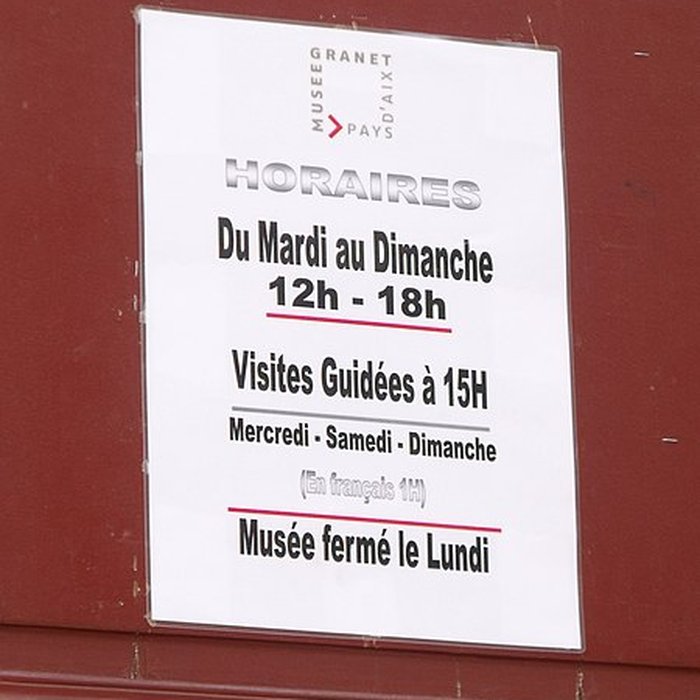 MUSEE
GRANET
D'AIX
PAYS
HORAIRES
Du Mardi au Dimanche
12h - 18h
Visites Guidées à 15H
Mercredi - Samedi - Dimanche
(En français 1H)
Musée fermé le Lundi